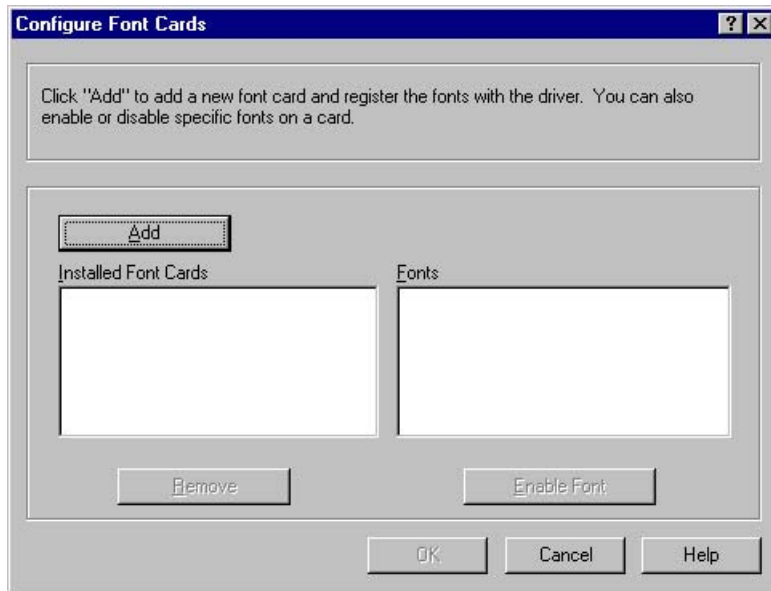 Configure Font Cards
Click "Add" to add a new font card and register the fonts with the driver.  You can also
enable or disable specific fonts on a card.
Add
Installed Font Cards
Fonts
Remove
Enable Font
OK
Cancel
Help